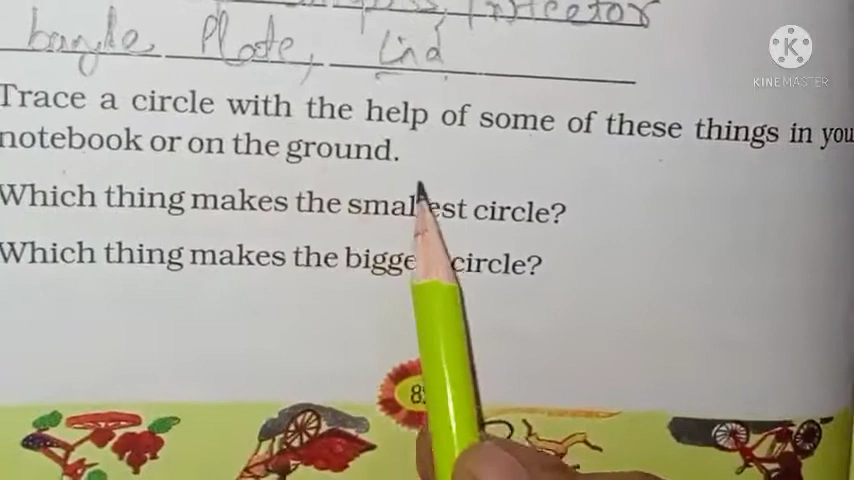 bangle, Plate, Lid
Trace a circle with the help of some of these things in you
notebook or on the ground.
Which thing makes the smallest circle?
Which thing makes the bigge circle?
KINEMASTER